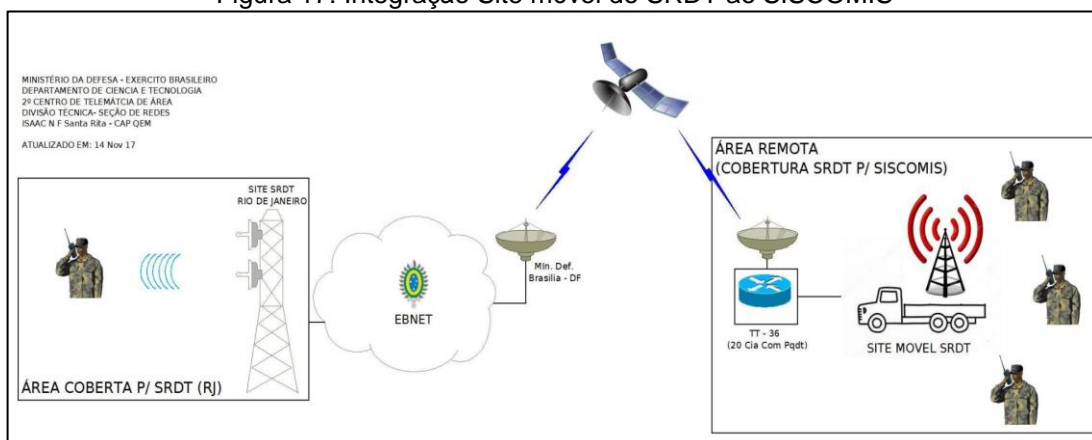 Figura 17: Integração Site móvel do SRDT ao SISCOMIS
MINISTÉRIO DA DEFESA - EXERCITO BRASILEIRO
DEPARTAMENTO DE CIENCIA E TECNOLOGIA
2º CENTRO DE TELEMÁTCIA DE ÁREA
DIVISÃO TÉCNICA- SEÇÃO DE REDES
ISAAC N F Santa Rita - CAP QEM
ATUALIZADO EM: 14 Nov 17
SITE SRDT
RIO DE JANEIRO
ÁREA COBERTA P/ SRDT (RJ)
EBNET
Min. Def.
Brasilia - DF
ÁREA REMOTA
(COBERTURA SRDT P/ SISCOMIS)
TT - 36
(20 Cia Com Pqdt)
SITE MOVEL SRDT